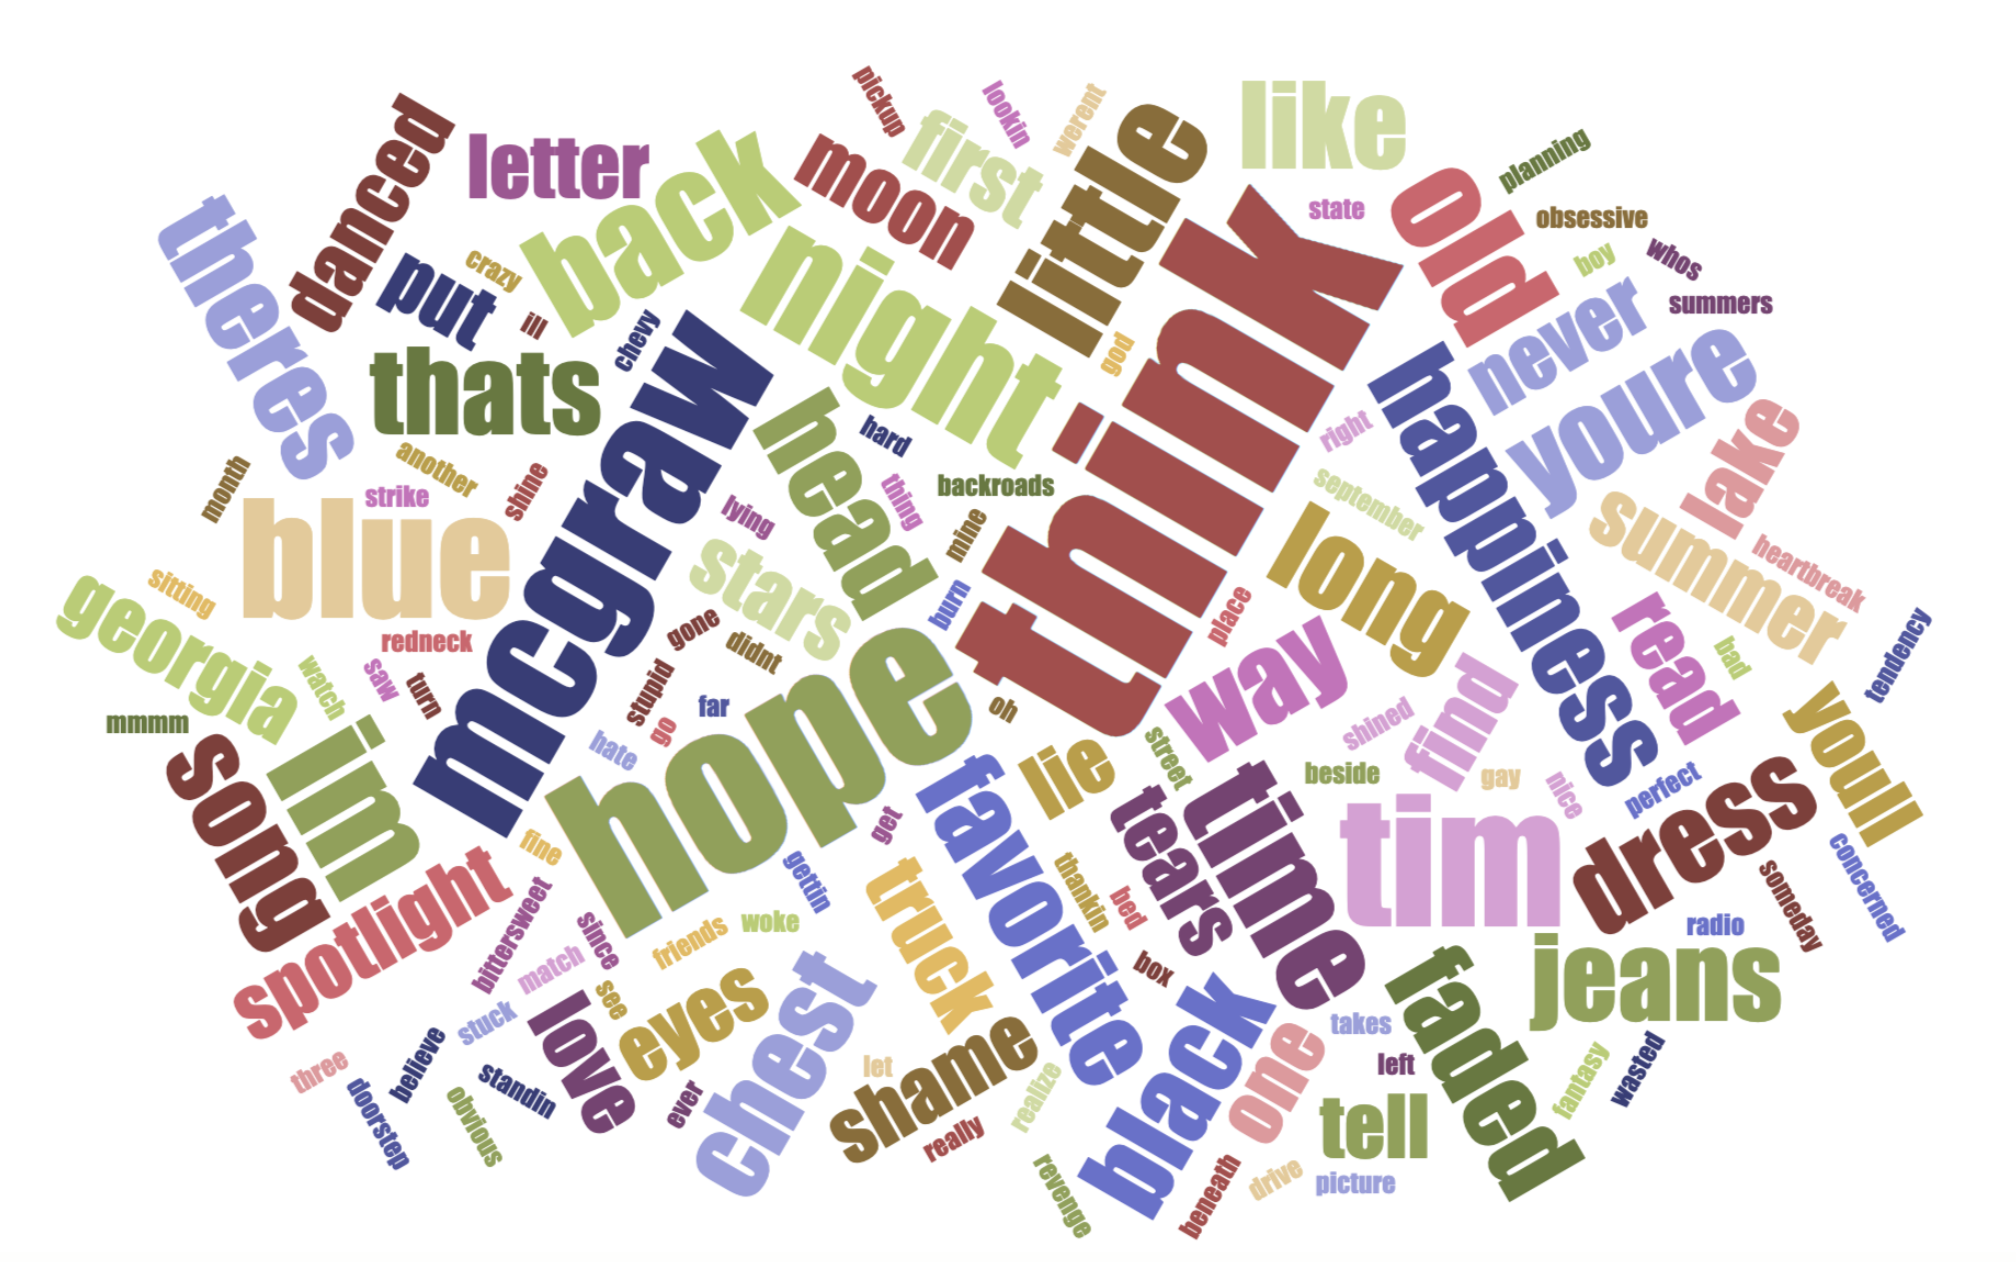 pickup
lookin
werent
like
danced
letter
back
moon
first
little
planning
state
old
obsessive
boy
whos
summers
theres
put
crazy
ill
chevy
night
think
god
never
youre
thats
mcgraw
head
hard
right
happiness
lake
month
another
strike
shine
lying
thing
backroads
mine
september
summer
heartbreak
blue
stars
burn
long
place
georgia
sitting
redneck
gone
didnt
read
bad
tendency
watch
saw
turn
stupid
far
go
hate
oh
way
shined
find
mmmm
song
im
hope
lie
street
beside
gay
nice
perfect
youll
spotlight
fine
get
favorite
tears
time
tim
dress
concerned
bittersweet
since
friends
woke
gettin
truck
thankin
bed
radio
someday
match
see
eyes
chest
box
black
faded
jeans
stuck
love
shame
let
one
takes
left
fantasy
wasted
three
doorstep
believe
obvious
standin
ever
really
realize
tell
revenge
beneath
drive
picture